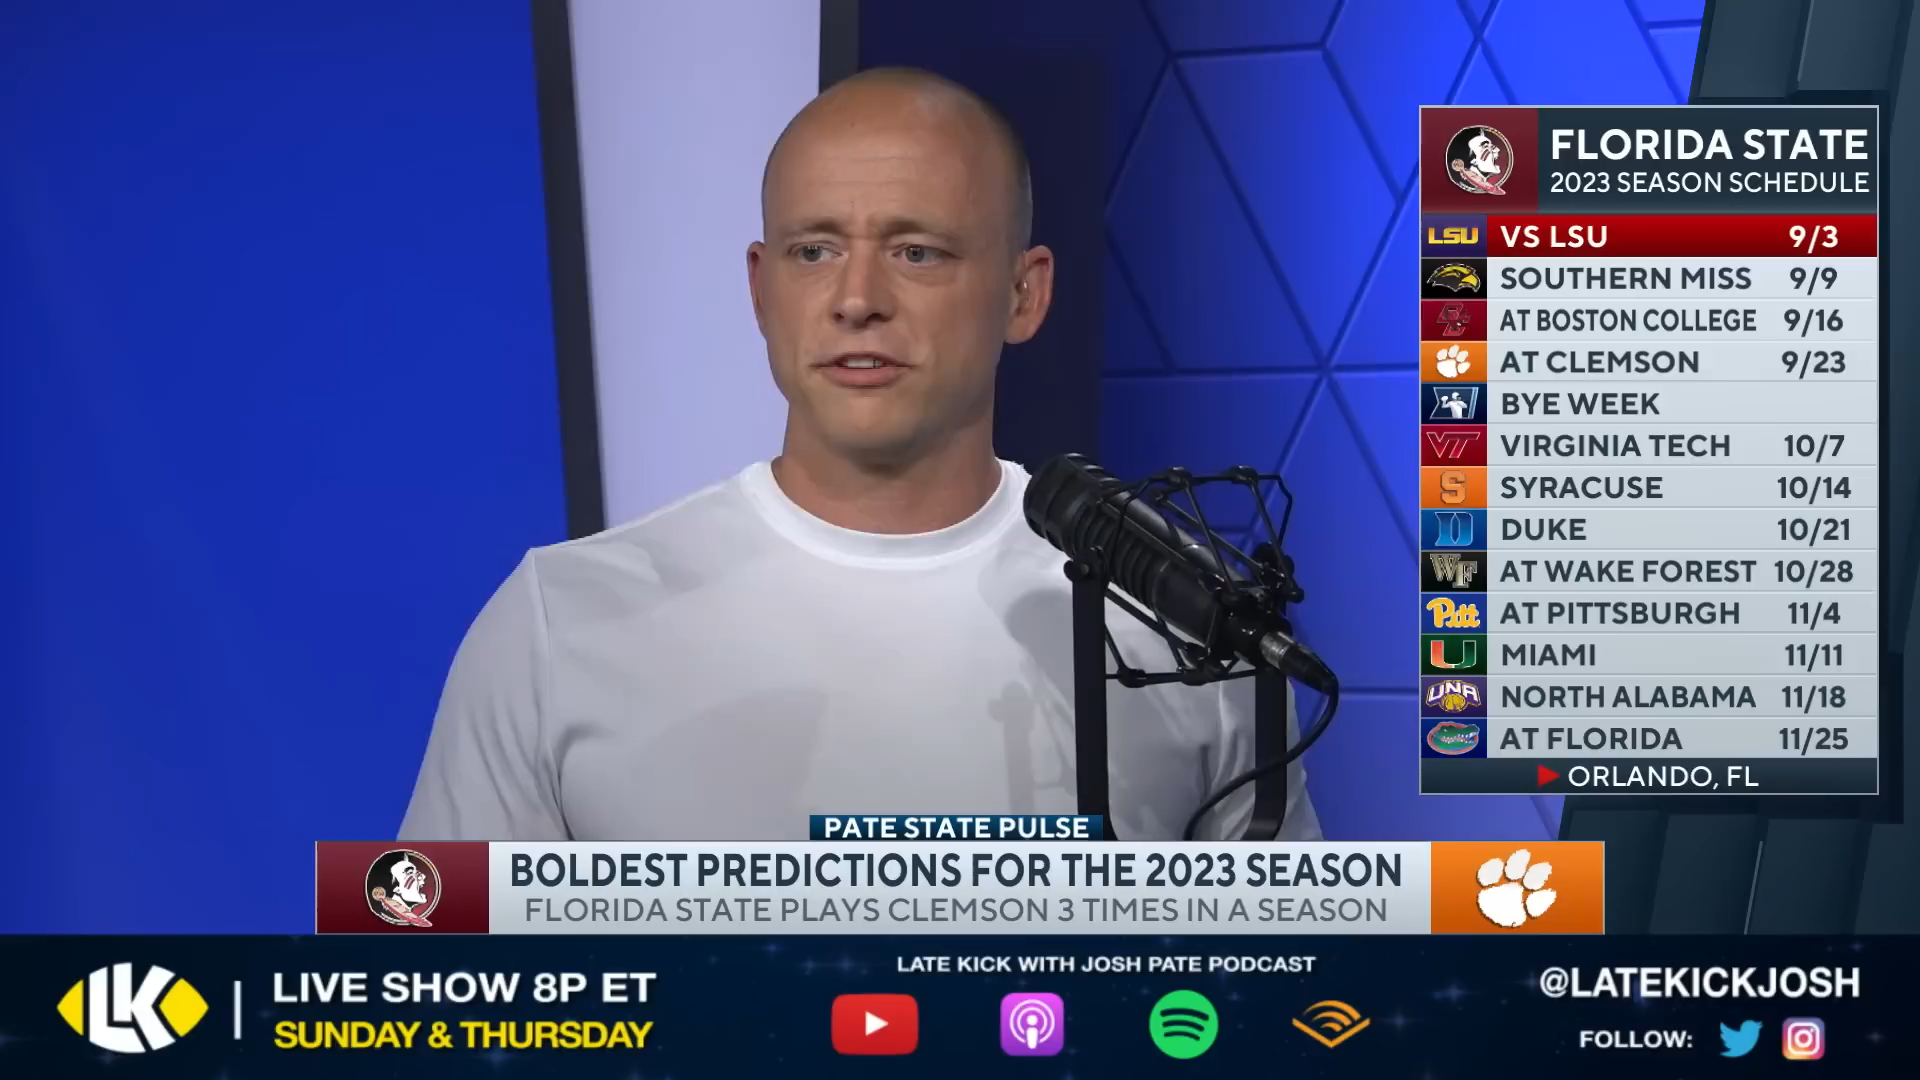 FLORIDA STATE
2023 SEASON SCHEDULE
LSU VS LSU 9/3
SOUTHERN MISS 9/9
BC AT BOSTON COLLEGE 9/16
AT CLEMSON 9/23
BYE WEEK
VT VIRGINIA TECH 10/7
S SYRACUSE 10/14
D DUKE 10/21
WF AT WAKE FOREST 10/28
Pitt AT PITTSBURGH 11/4
U MIAMI 11/11
UNA NORTH ALABAMA 11/18
AT FLORIDA 11/25
ORLANDO, FL
PATE STATE PULSE
BOLDEST PREDICTIONS FOR THE 2023 SEASON
FLORIDA STATE PLAYS CLEMSON 3 TIMES IN A SEASON
LK
LIVE SHOW 8P ET
SUNDAY & THURSDAY
LATE KICK WITH JOSH PATE PODCAST
@LATEKICKJOSH
FOLLOW: